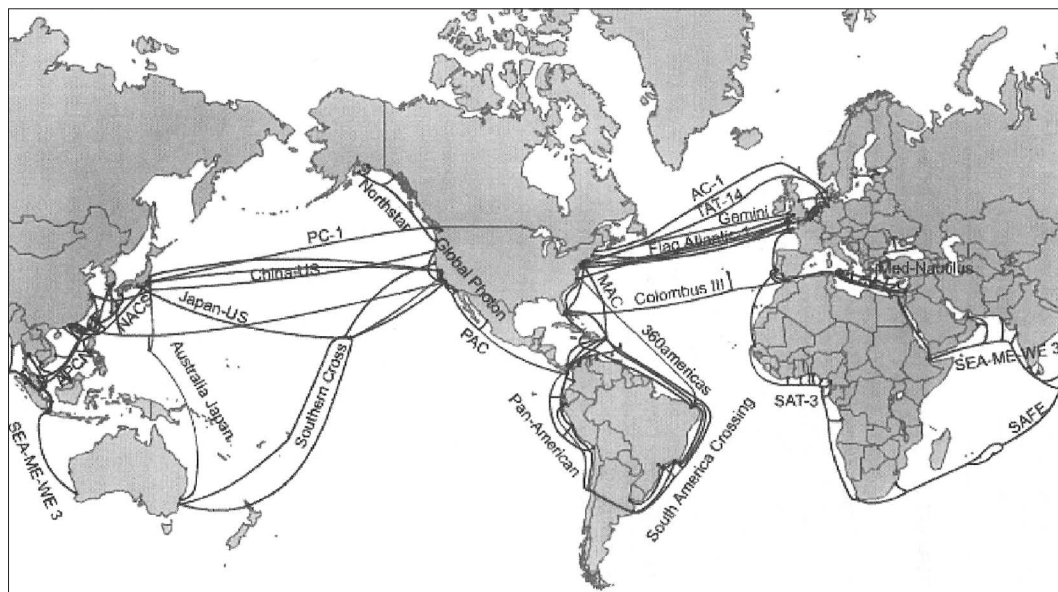 AC-1
TAT-14
Gemini
Flag Atlantic-1
Northstar
PC-1
Global Photon
China-US
Med-Nautilus
MAC
Columbus III
NACS
Japan-US
PAC
360americas
APCN
Australia Japan
Southern Cross
SEA-ME-WE 3
SAT-3
Pan-American
SAFE
South America Crossing
SEA-ME-WE 3